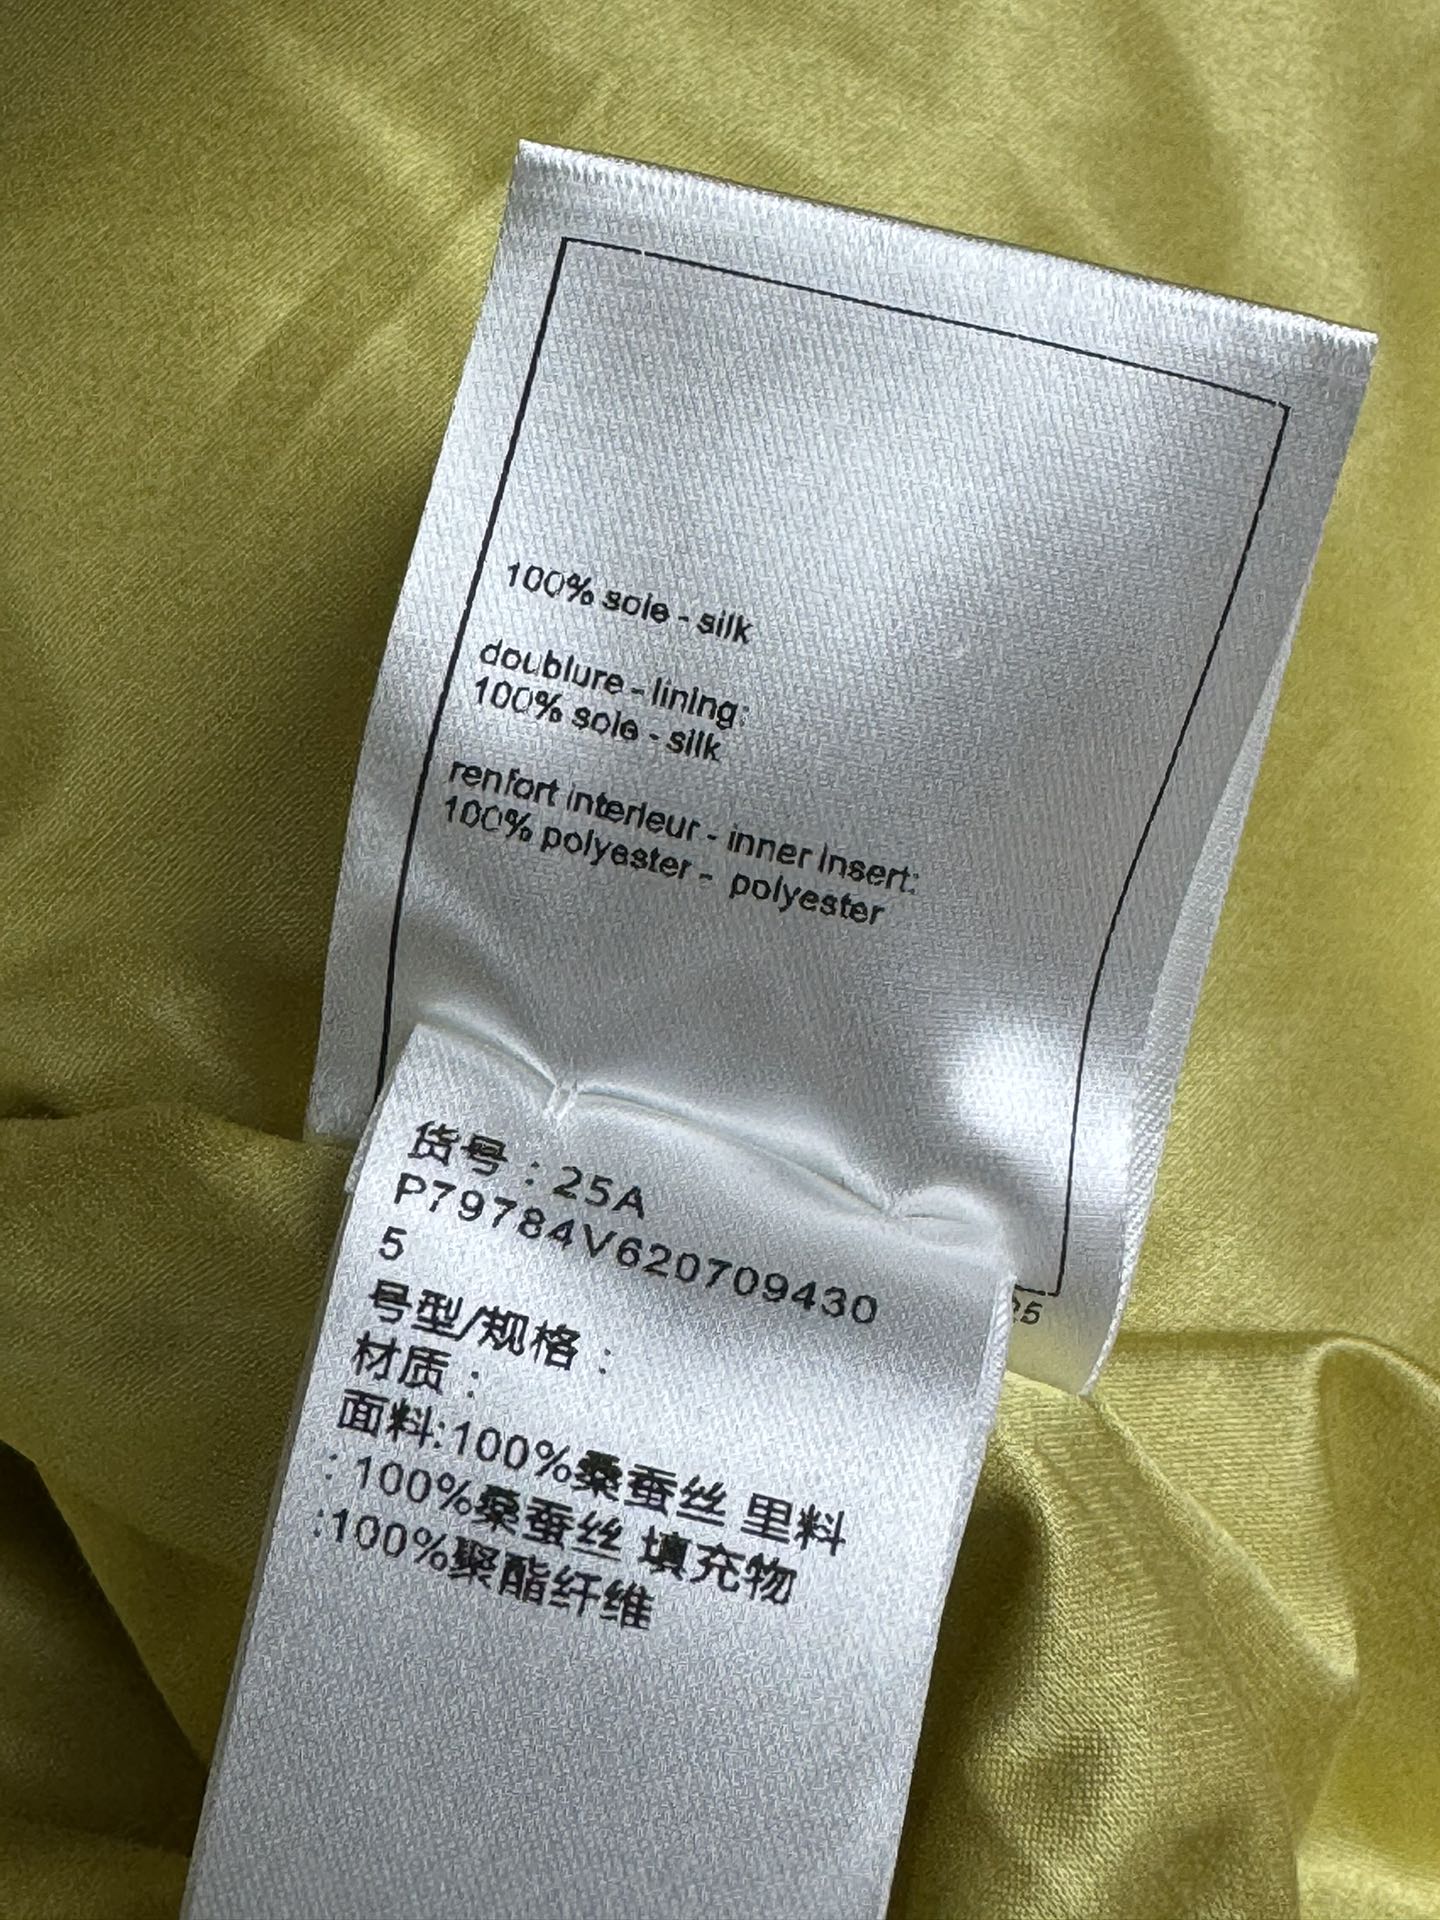 100% soie - silk
doublure - lining:
100% soie - silk
renfort interieur - inner insert:
100% polyester - polyester
25
货号：25A
P79784V620709430
5
号型/规格：
材质：
面料:100%桑蚕丝 里料
: 100%桑蚕丝 填充物
:100%聚酯纤维